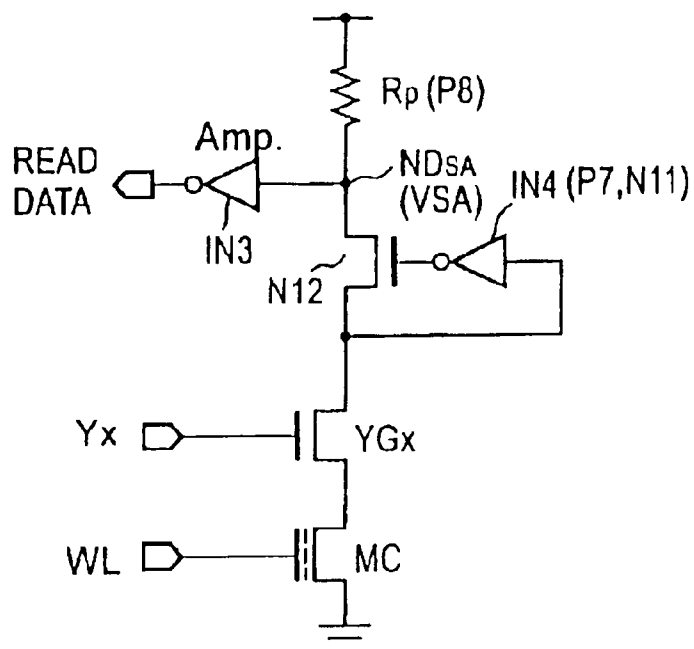 Rp (P8)
Amp.
READ
DATA
NDSA
(VSA)
IN4 (P7,N11)
IN3
N12
Yx
YGx
WL
MC